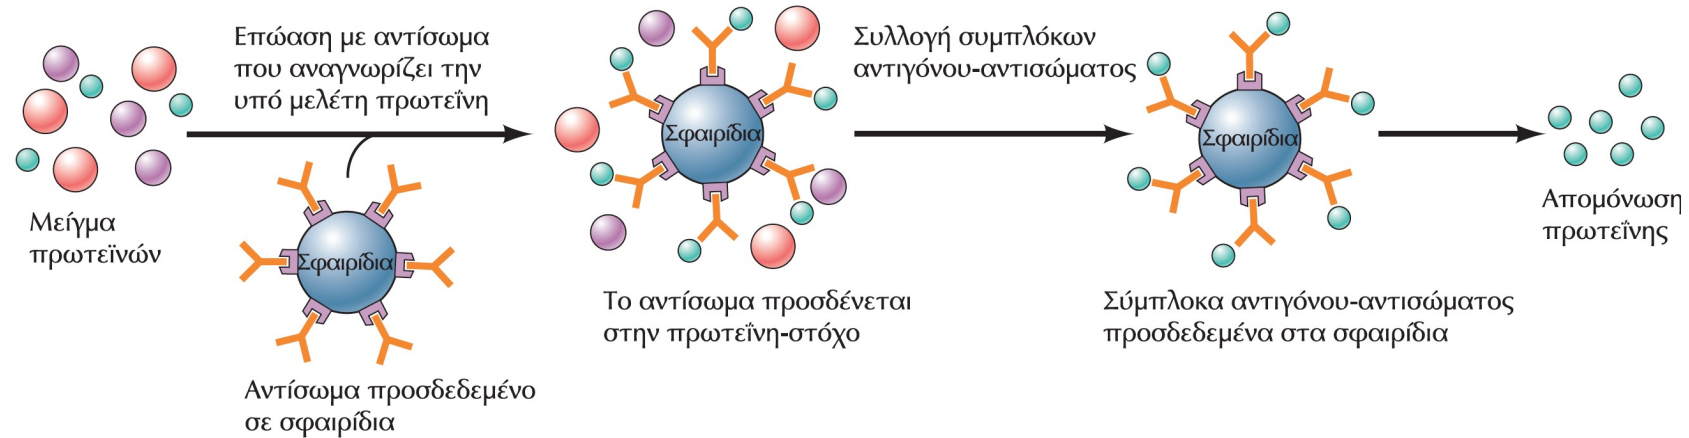 Επώαση με αντίσωμα
που αναγνωρίζει την
υπό μελέτη πρωτεΐνη
Μείγμα
πρωτεϊνών
Σφαιρίδια
Αντίσωμα προσδεδεμένο
σε σφαιρίδια
Σφαιρίδια
Το αντίσωμα προσδένεται
στην πρωτεΐνη-στόχο
Συλλογή συμπλόκων
αντιγόνου-αντισώματος
Σφαιρίδια
Σύμπλοκα αντιγόνου-αντισώματος
προσδεδεμένα στα σφαιρίδια
Απομόνωση
πρωτεΐνης